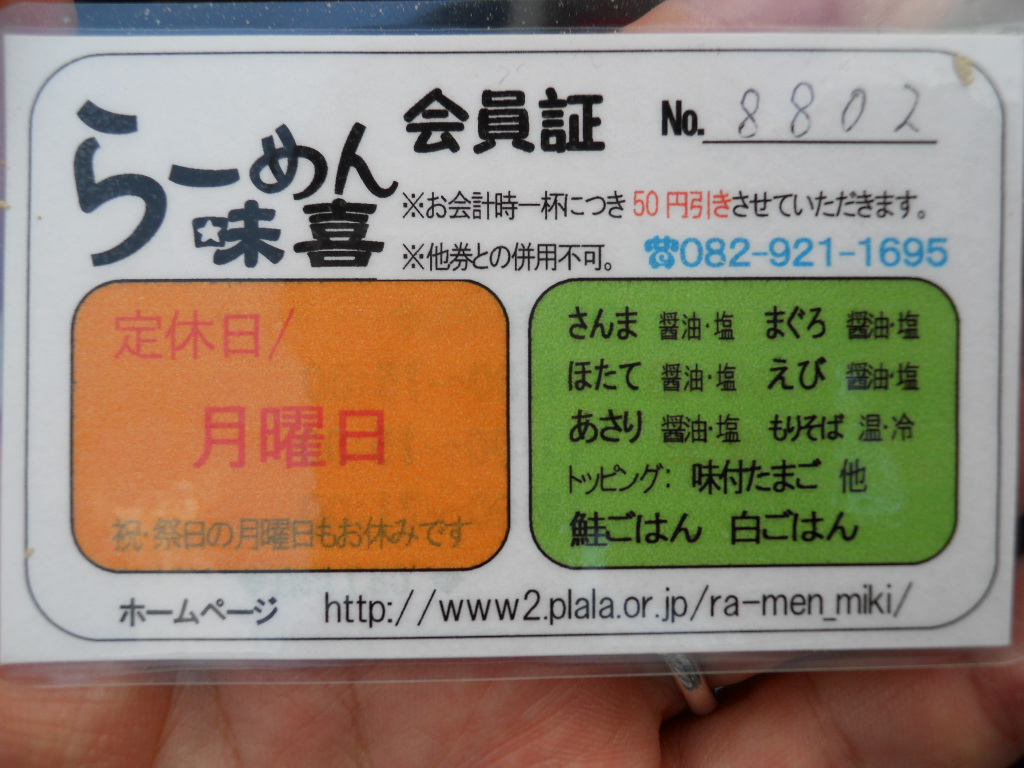 らーめん
味喜
会員証 No. 8802
※お会計時一杯につき50円引きさせていただきます。
※他券との併用不可。 ☎082-921-1695
定休日/
月曜日
祝・祭日の月曜日もお休みです
さんま 醤油・塩 まぐろ 醤油・塩
ほたて 醤油・塩 えび 醤油・塩
あさり 醤油・塩 もりそば 温・冷
トッピング: 味付たまご 他
鮭ごはん 白ごはん
ホームページ http://www2.plala.or.jp/ra-men_miki/